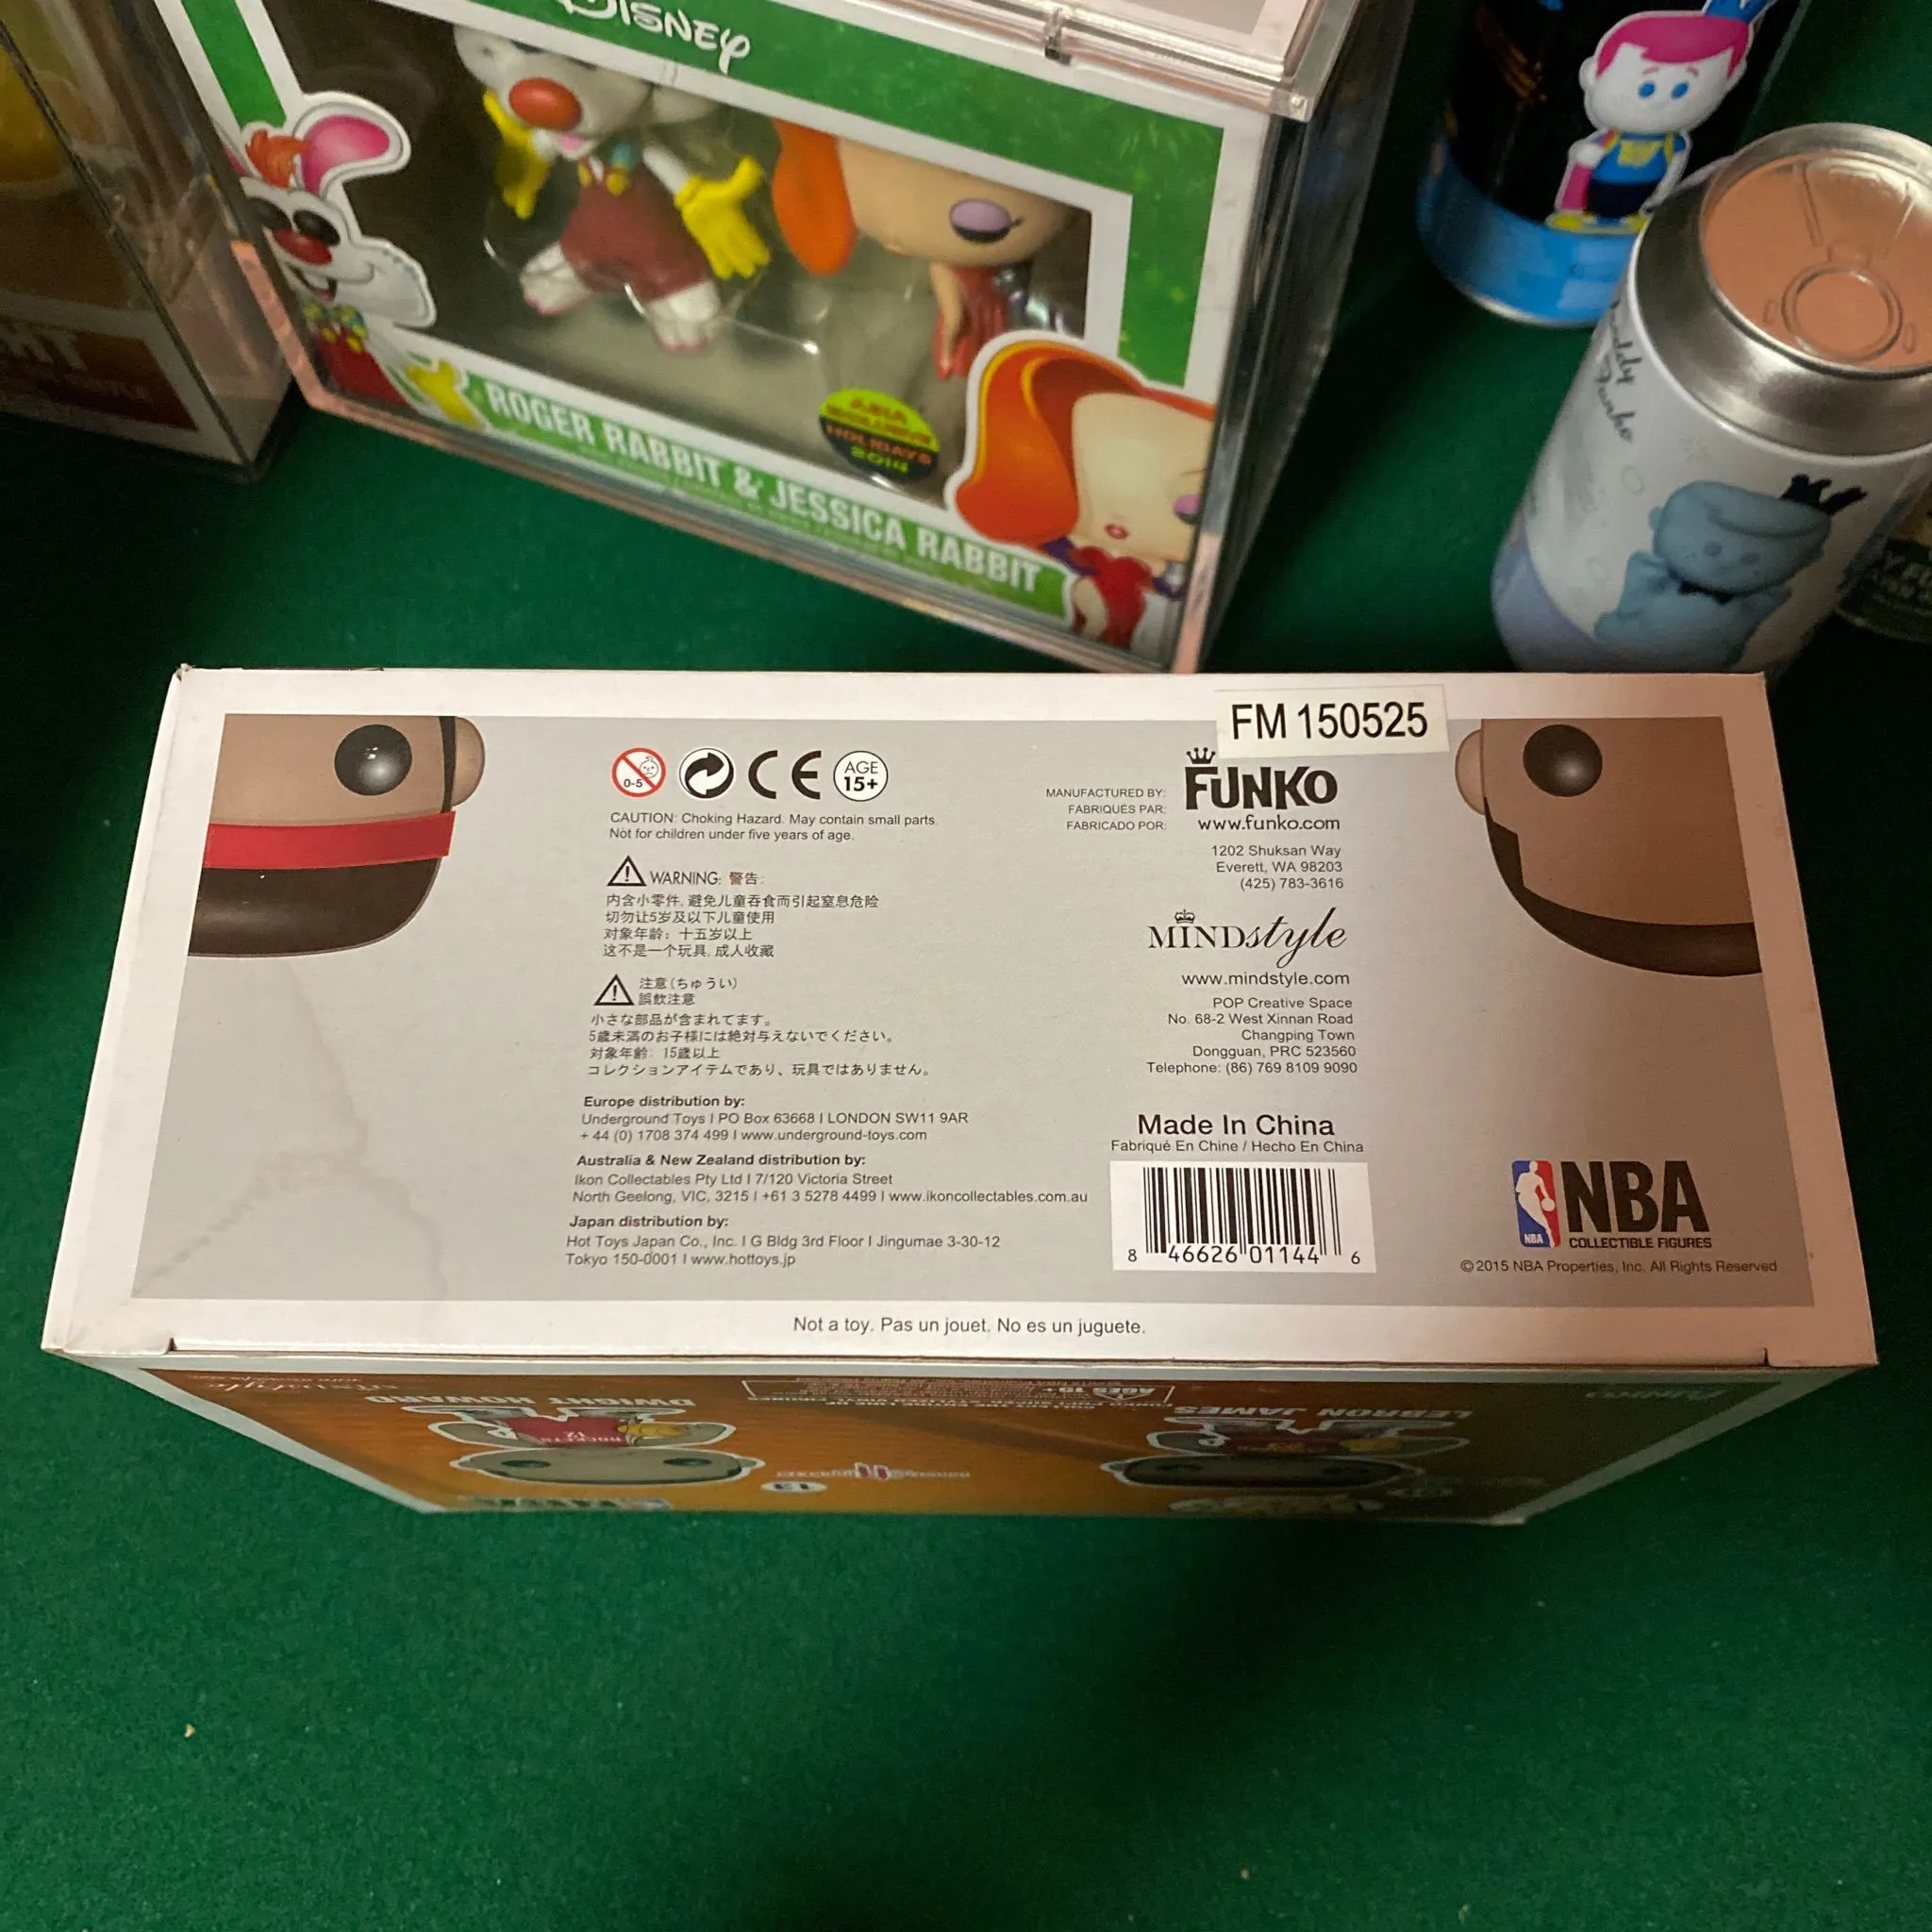 DISNEY
ROGER RABBIT & JESSICA RABBIT
ASIA
EXCLUSIVE
HOLIDAYS
2014
Freddy
Funko
FM 150525
0-5
CE
AGE
15+
CAUTION: Choking Hazard. May contain small parts.
Not for children under five years of age.
WARNING: 警告:
内含小零件, 避免儿童吞食而引起窒息危险
切勿让5岁及以下儿童使用
对象年龄：十五岁以上
这不是一个玩具, 成人收藏
注意(ちゅうい)
誤飲注意
小さな部品が含まれてます。
5歳未満のお子様には絶対与えないでください。
対象年齢: 15歳以上
コレクションアイテムであり、玩具ではありません。
Europe distribution by:
Underground Toys I PO Box 63668 I LONDON SW11 9AR
+ 44 (0) 1708 374 499 I www.underground-toys.com
Australia & New Zealand distribution by:
Ikon Collectables Pty Ltd I 7/120 Victoria Street
North Geelong, VIC, 3215 I +61 3 5278 4499 I www.ikoncollectables.com.au
Japan distribution by:
Hot Toys Japan Co., Inc. I G Bldg 3rd Floor I Jingumae 3-30-12
Tokyo 150-0001 I www.hottoys.jp
MANUFACTURED BY:
FABRIQUÉS PAR:
FABRICADO POR:
FUNKO
www.funko.com
1202 Shuksan Way
Everett, WA 98203
(425) 783-3616
MINDstyle
www.mindstyle.com
POP Creative Space
No. 68-2 West Xinnan Road
Changping Town
Dongguan, PRC 523560
Telephone: (86) 769 8109 9090
Made In China
Fabriqué En Chine / Hecho En China
8 46626 01144 6
NBA
NBA
COLLECTIBLE FIGURES
©2015 NBA Properties, Inc. All Rights Reserved
Not a toy. Pas un jouet. No es un juguete.
DWIGHT HOWARD
LEBRON JAMES
ROCKETS
12
13
FUNKO